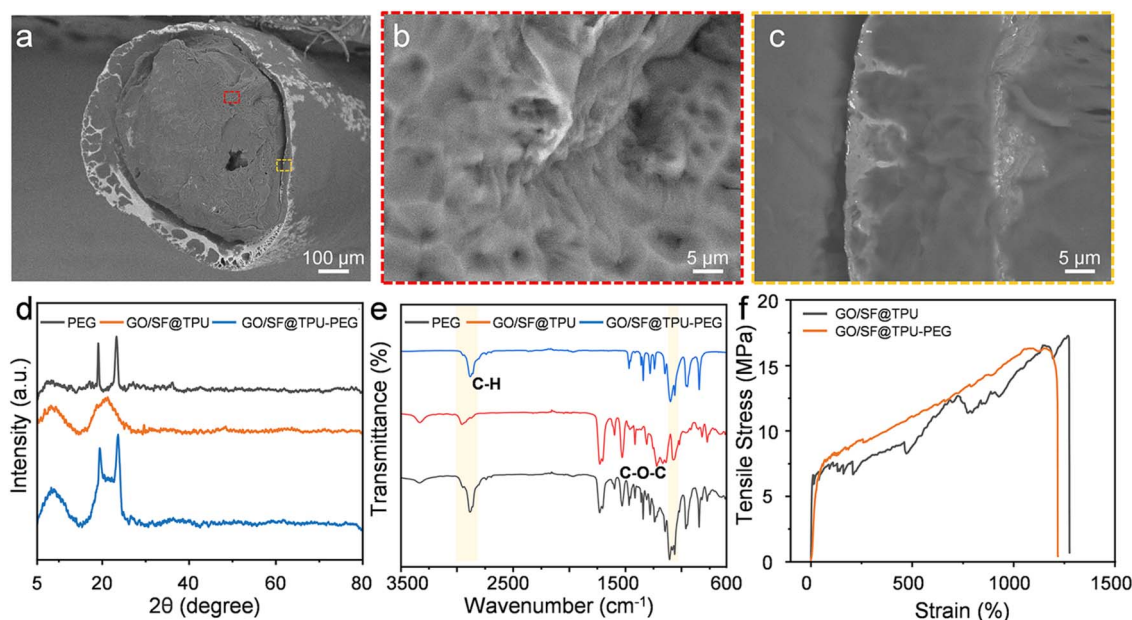 a
100 µm
b
5 µm
c
5 µm
d
PEG GO/SF@TPU GO/SF@TPU-PEG
Intensity (a.u.)
5 20 40 60 80
2θ (degree)
e
PEG GO/SF@TPU GO/SF@TPU-PEG
C-H
C-O-C
Transmittance (%)
3500 2500 1500 600
Wavenumber (cm⁻¹)
f
GO/SF@TPU
GO/SF@TPU-PEG
Tensile Stress (MPa)
20
15
10
5
0
0 500 1000 1500
Strain (%)